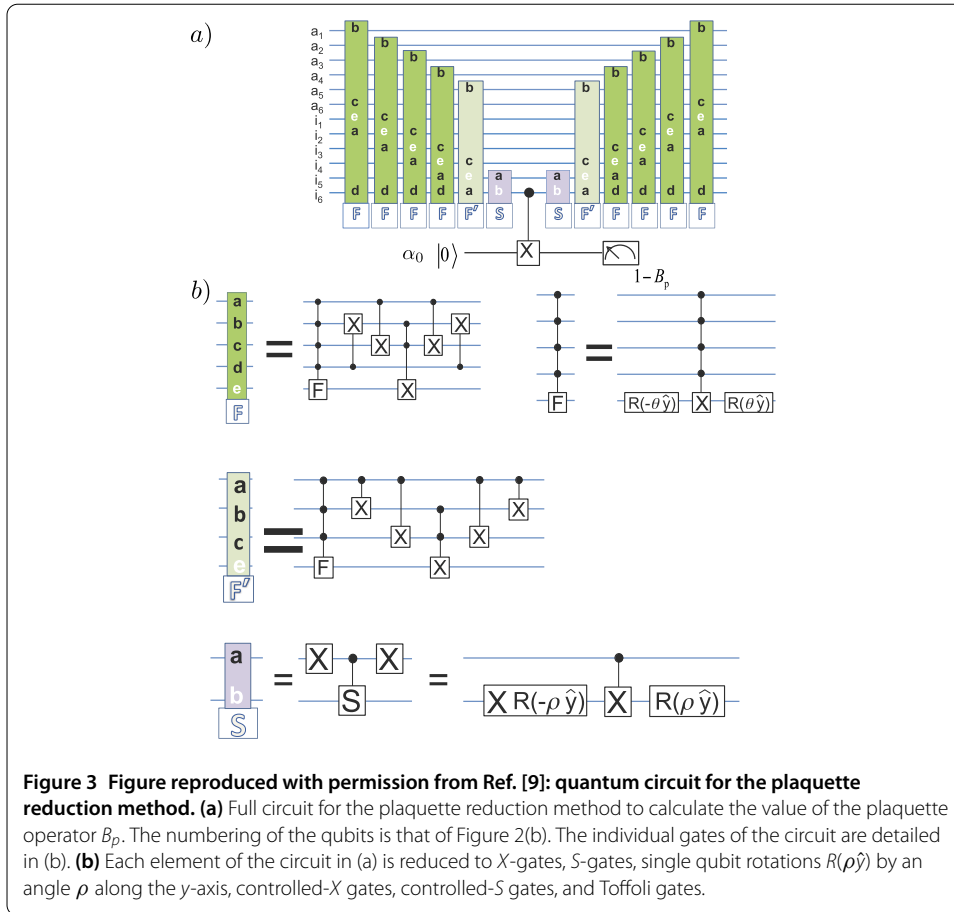 a)
a₁ b b
a₂ b b
a₃ b b
a₄ b b
a₅ b b
a₆ c c
i₁ e c c e
i₂ a e c c e a
i₃ a e c c e a
i₄ a e c c e a
i₅ a e a a e a
i₆ d d d d a b b a d d d d
F F F F F' S S F' F F F F
α₀ |0⟩ X
1−Bₚ
b)
a
b X X
c = X X =
d
e F X F R(-θŷ) X R(θŷ)
F
a
b X X
c = X X
e F X
F'
a = X X =
b S X R(-ρ ŷ) X R(ρ ŷ)
S
Figure 3 Figure reproduced with permission from Ref. [9]: quantum circuit for the plaquette
reduction method. (a) Full circuit for the plaquette reduction method to calculate the value of the plaquette
operator Bₚ. The numbering of the qubits is that of Figure 2(b). The individual gates of the circuit are detailed
in (b). (b) Each element of the circuit in (a) is reduced to X-gates, S-gates, single qubit rotations R(ρŷ) by an
angle ρ along the y-axis, controlled-X gates, controlled-S gates, and Toffoli gates.